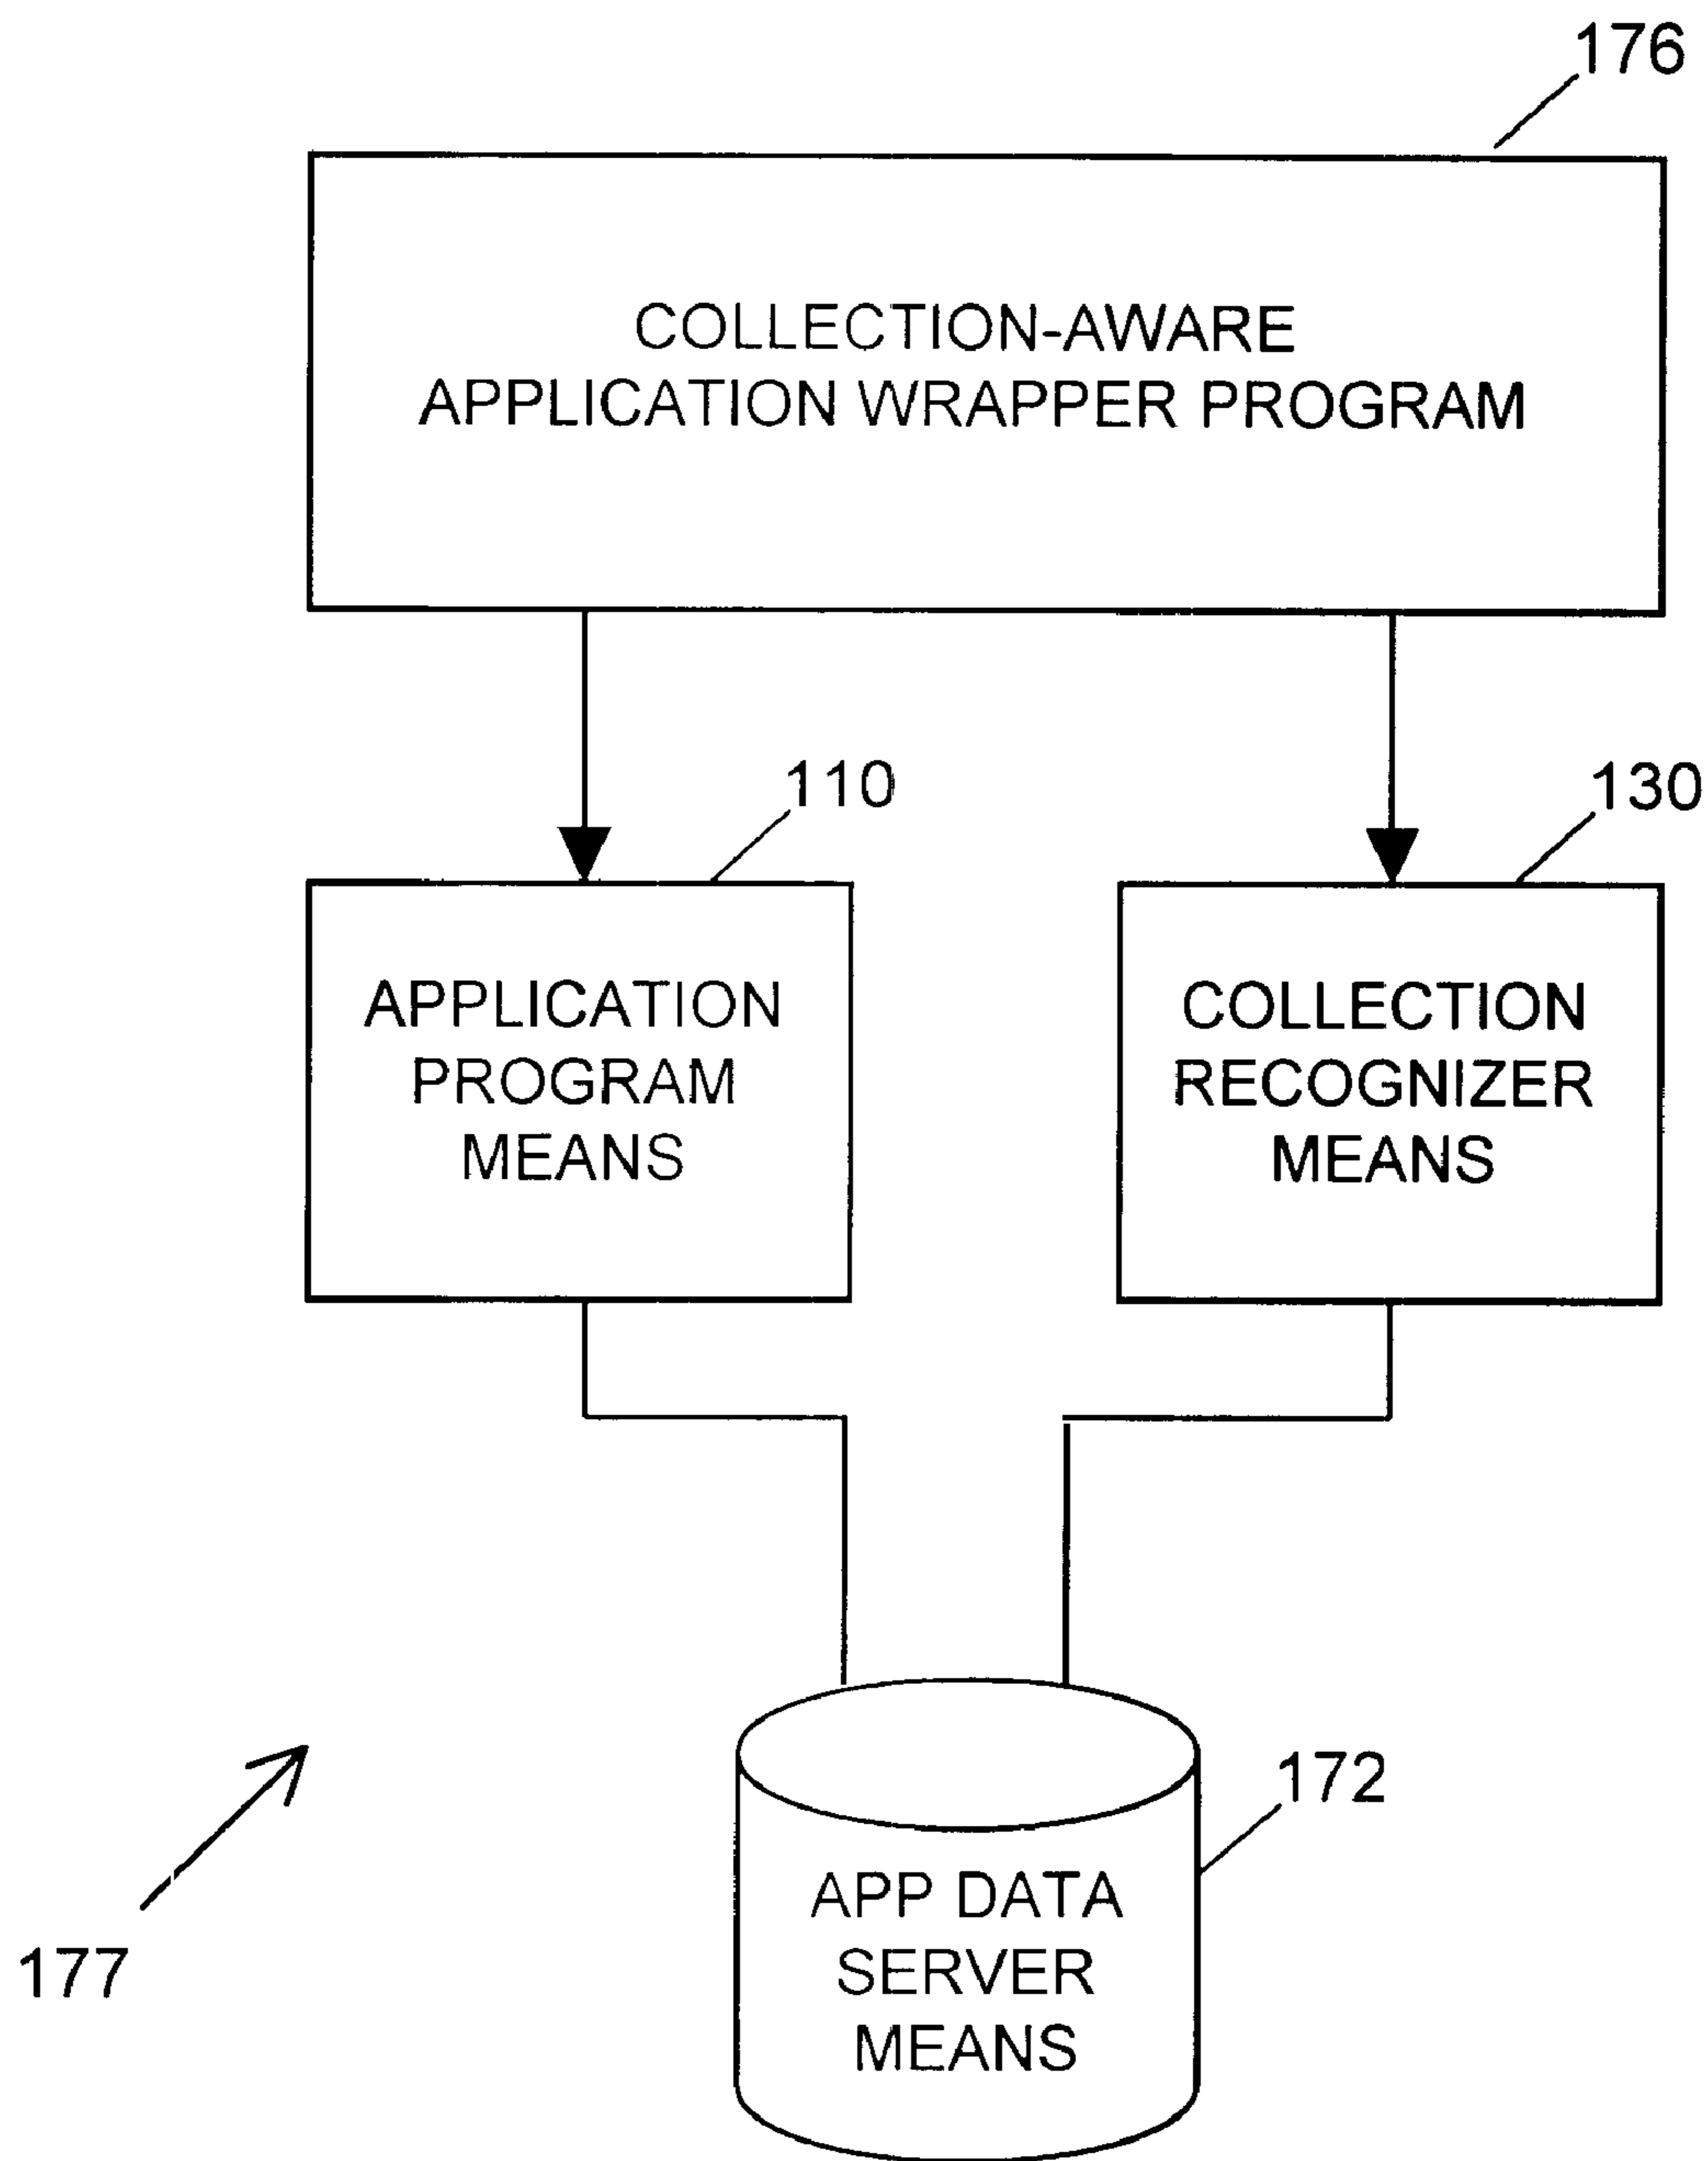 176
COLLECTION-AWARE
APPLICATION WRAPPER PROGRAM
110
130
APPLICATION
PROGRAM
MEANS
COLLECTION
RECOGNIZER
MEANS
172
APP DATA
SERVER
MEANS
177